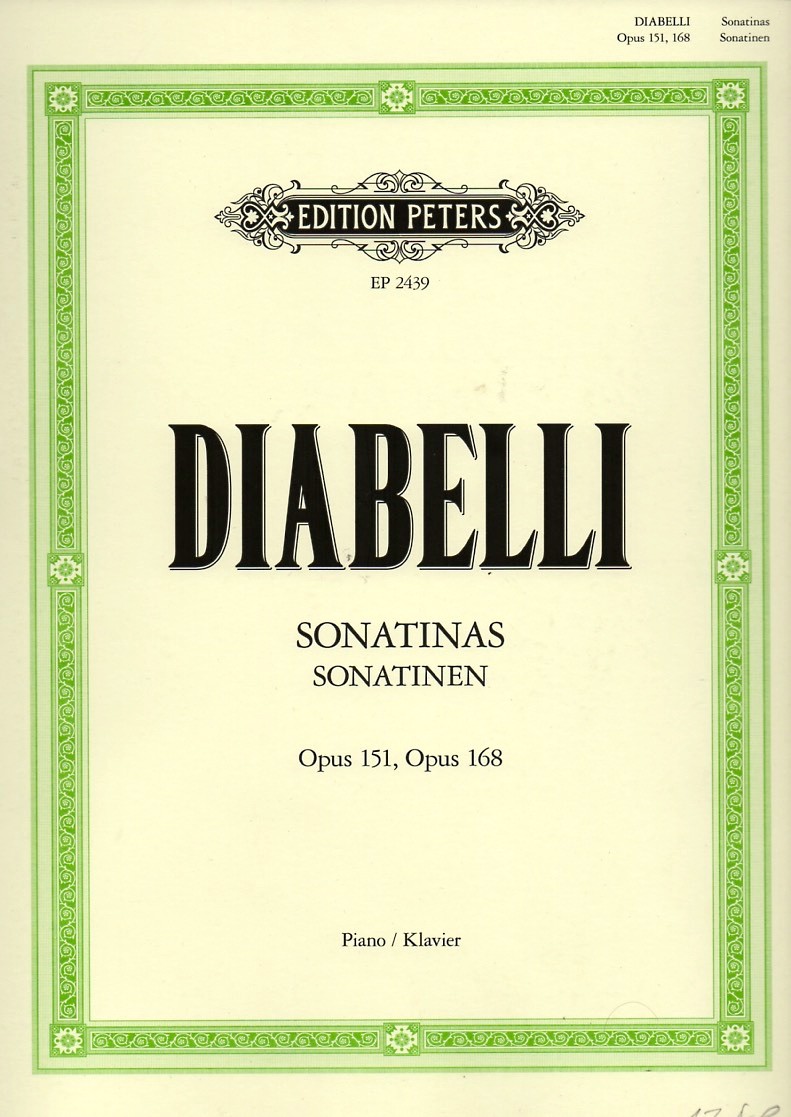 DIABELLI Sonatinas
Opus 151, 168 Sonatinen
EDITION PETERS
EP 2439
DIABELLI
SONATINAS
SONATINEN
Opus 151, Opus 168
Piano / Klavier